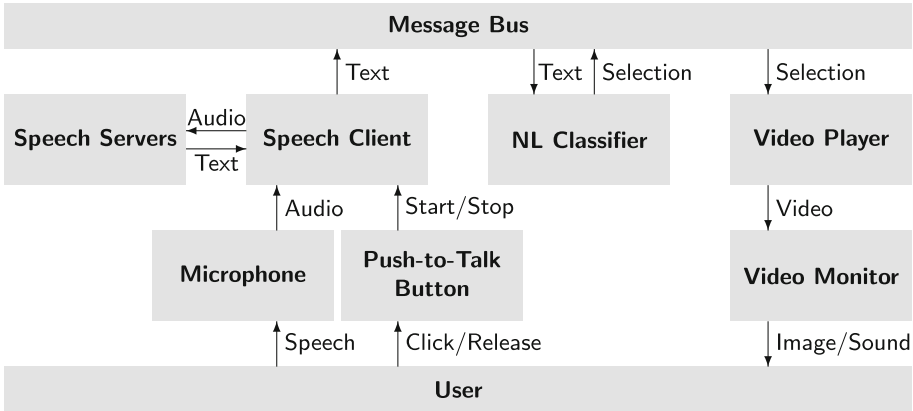 Message Bus
Text
Text
Selection
Selection
Speech Servers
Audio
Text
Speech Client
NL Classifier
Video Player
Audio
Start/Stop
Video
Microphone
Push-to-Talk
Button
Video Monitor
Speech
Click/Release
Image/Sound
User